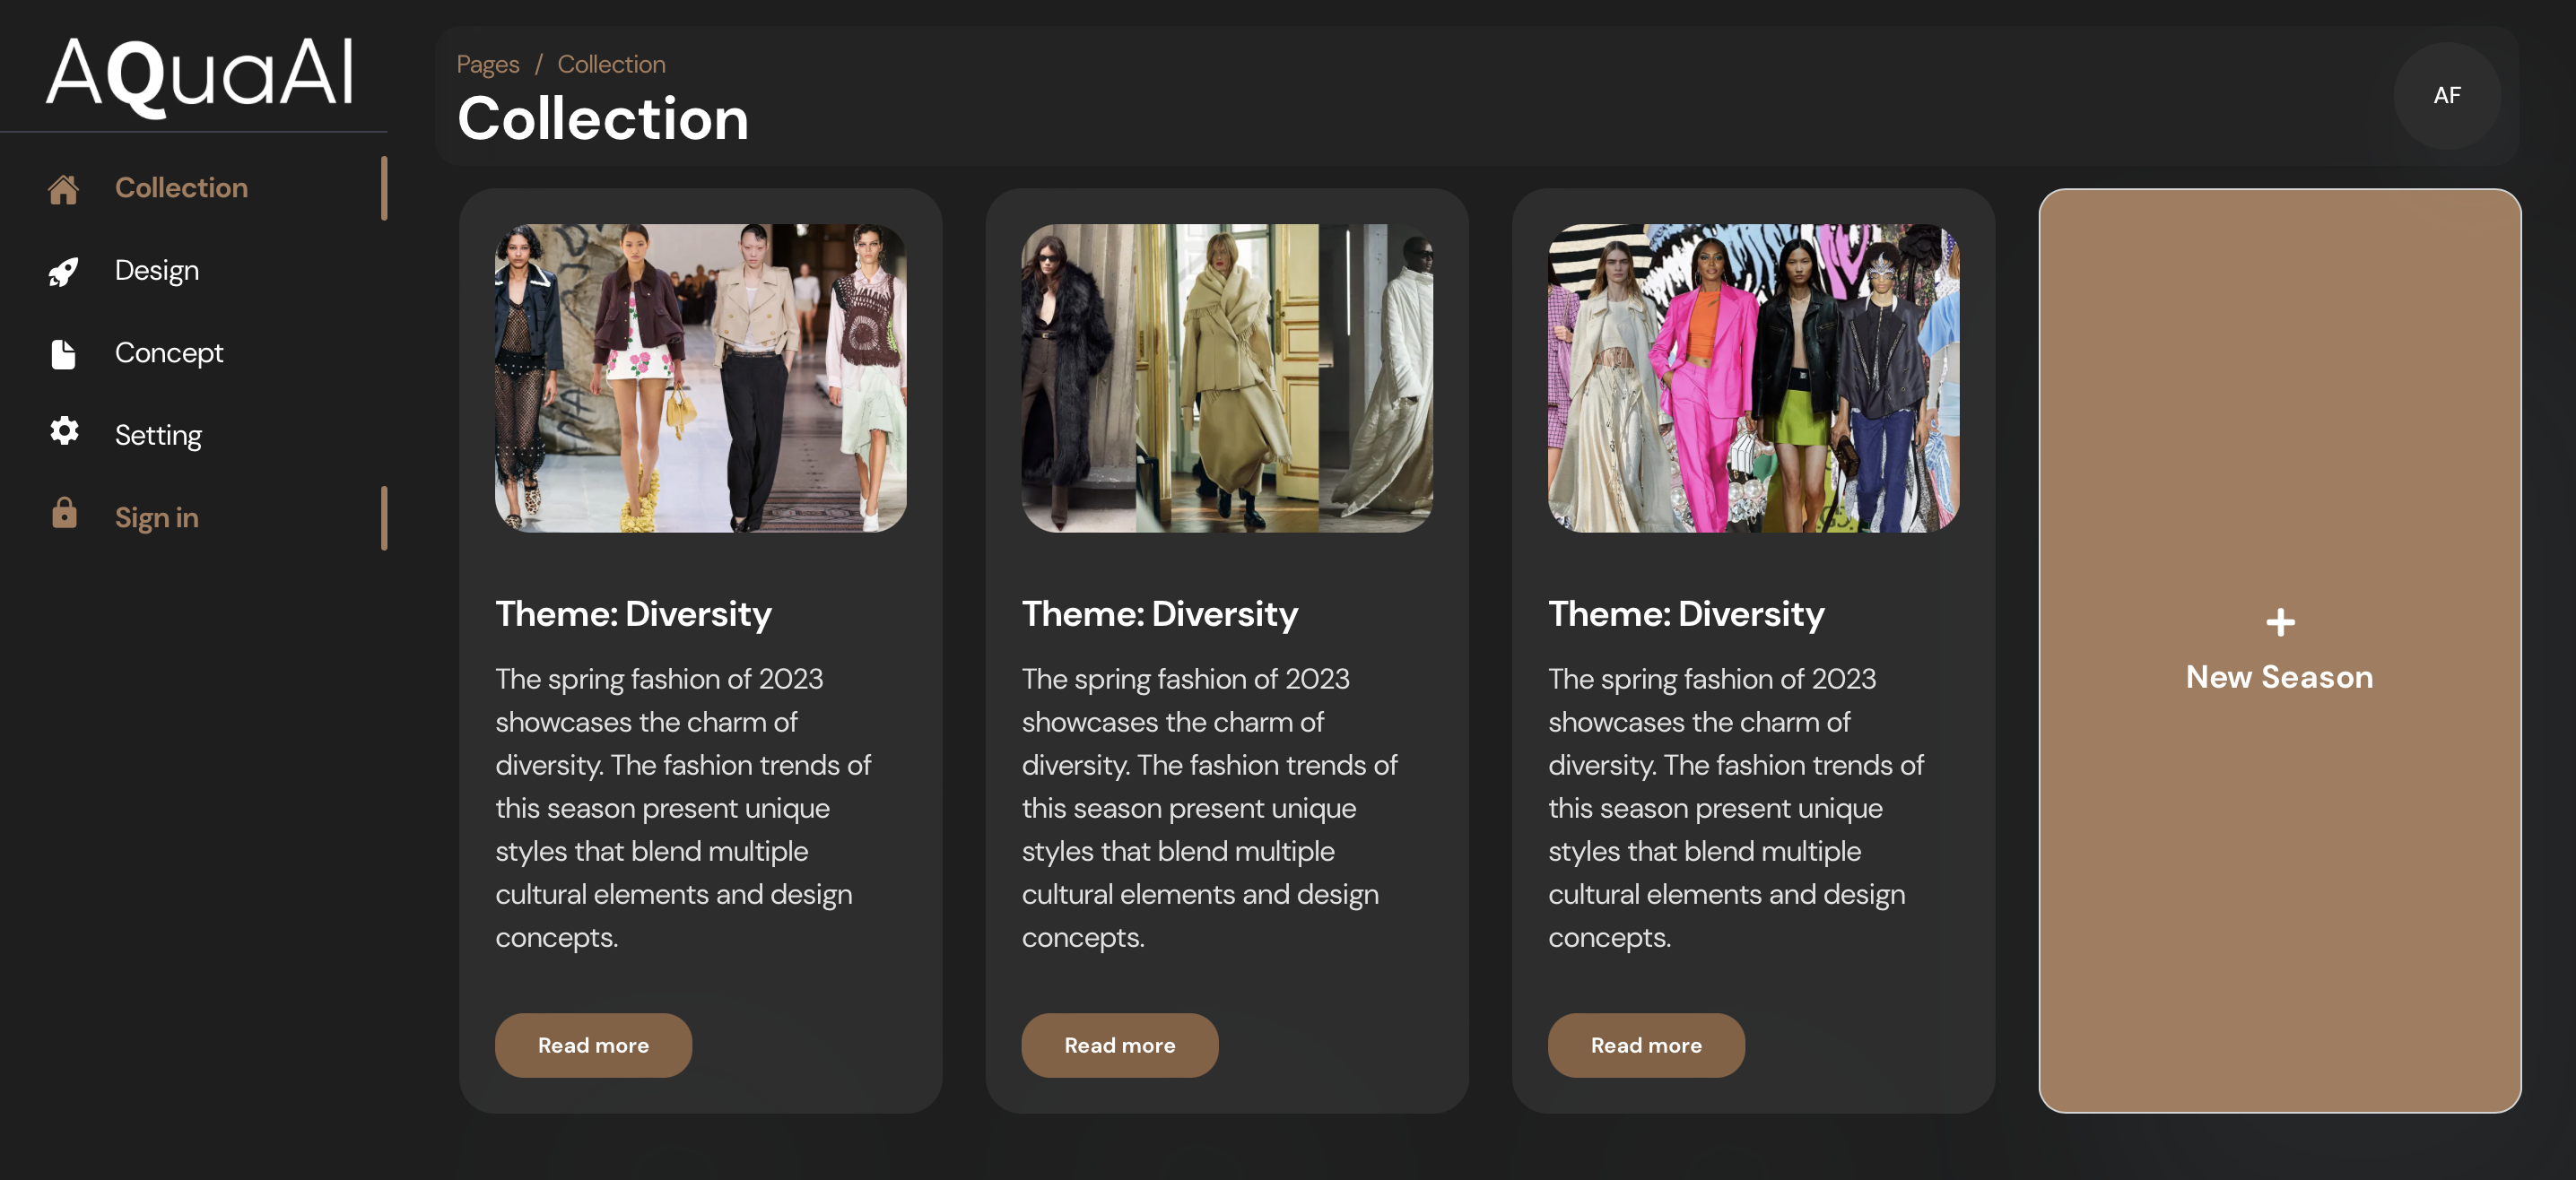 AQuaAI
Collection
Design
Concept
Setting
Sign in
Pages / Collection
Collection
AF
Theme: Diversity
The spring fashion of 2023
showcases the charm of
diversity. The fashion trends of
this season present unique
styles that blend multiple
cultural elements and design
concepts.
Read more
Theme: Diversity
The spring fashion of 2023
showcases the charm of
diversity. The fashion trends of
this season present unique
styles that blend multiple
cultural elements and design
concepts.
Read more
Theme: Diversity
The spring fashion of 2023
showcases the charm of
diversity. The fashion trends of
this season present unique
styles that blend multiple
cultural elements and design
concepts.
Read more
+
New Season